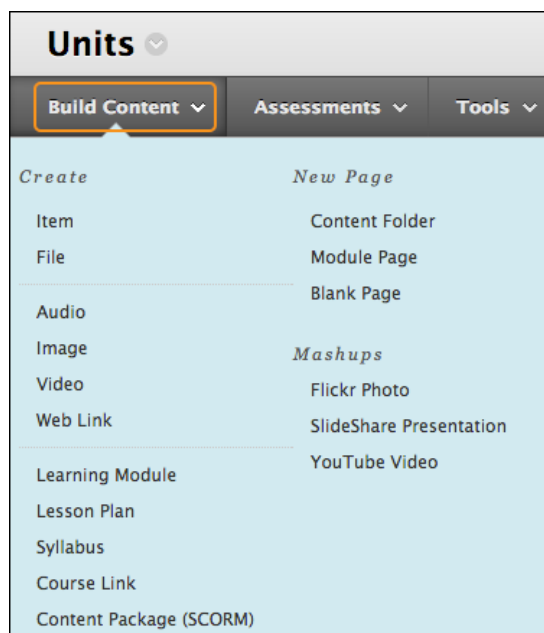 Units
Build Content
Assessments
Tools
Create
Item
File
Audio
Image
Video
Web Link
Learning Module
Lesson Plan
Syllabus
Course Link
Content Package (SCORM)
New Page
Content Folder
Module Page
Blank Page
Mashups
Flickr Photo
SlideShare Presentation
YouTube Video